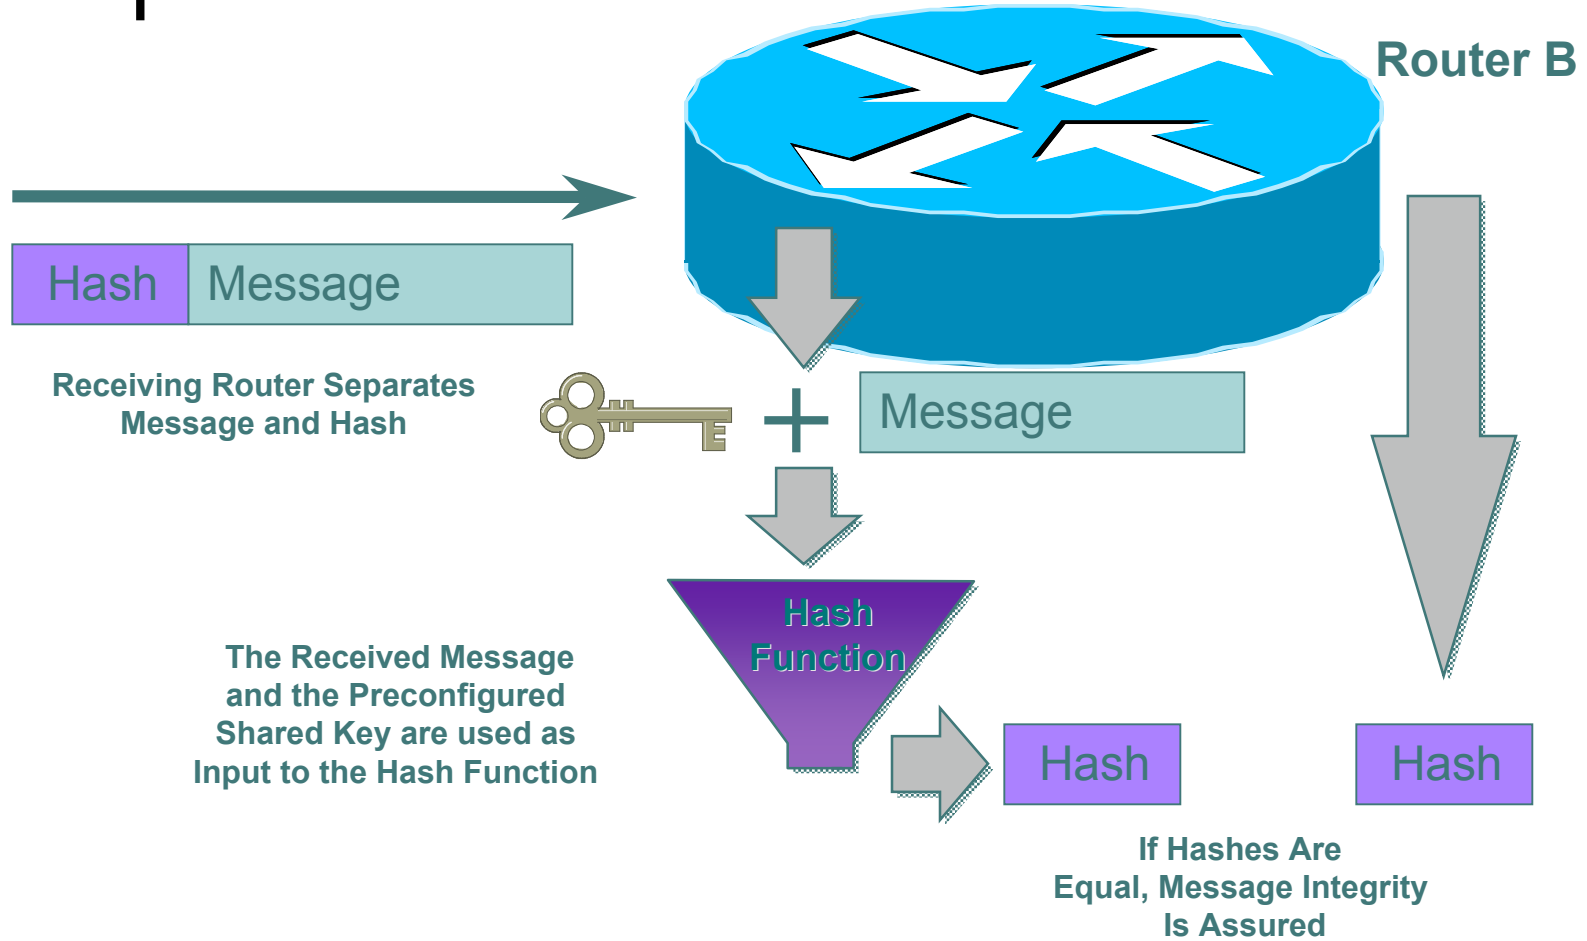 Router B
Hash
Message
Receiving Router Separates
Message and Hash
Message
Hash
Function
The Received Message
and the Preconfigured
Shared Key are used as
Input to the Hash Function
Hash
Hash
If Hashes Are
Equal, Message Integrity
Is Assured